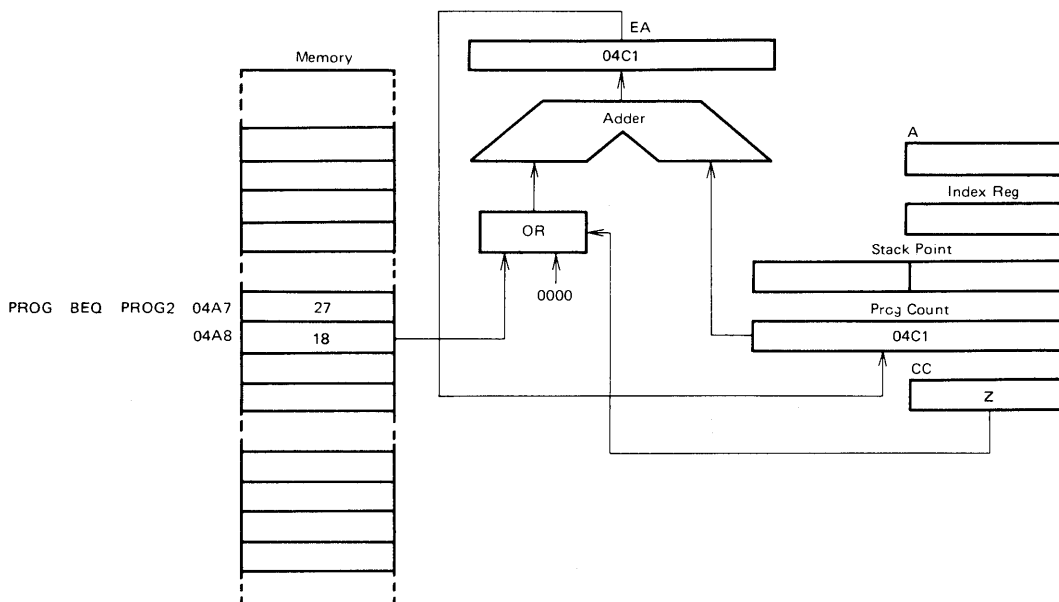 EA
04C1
Memory
Adder
A
Index Reg
OR
Stack Point
0000
PROG BEQ PROG2 04A7 27
Prog Count
04A8 18
04C1
CC
Z